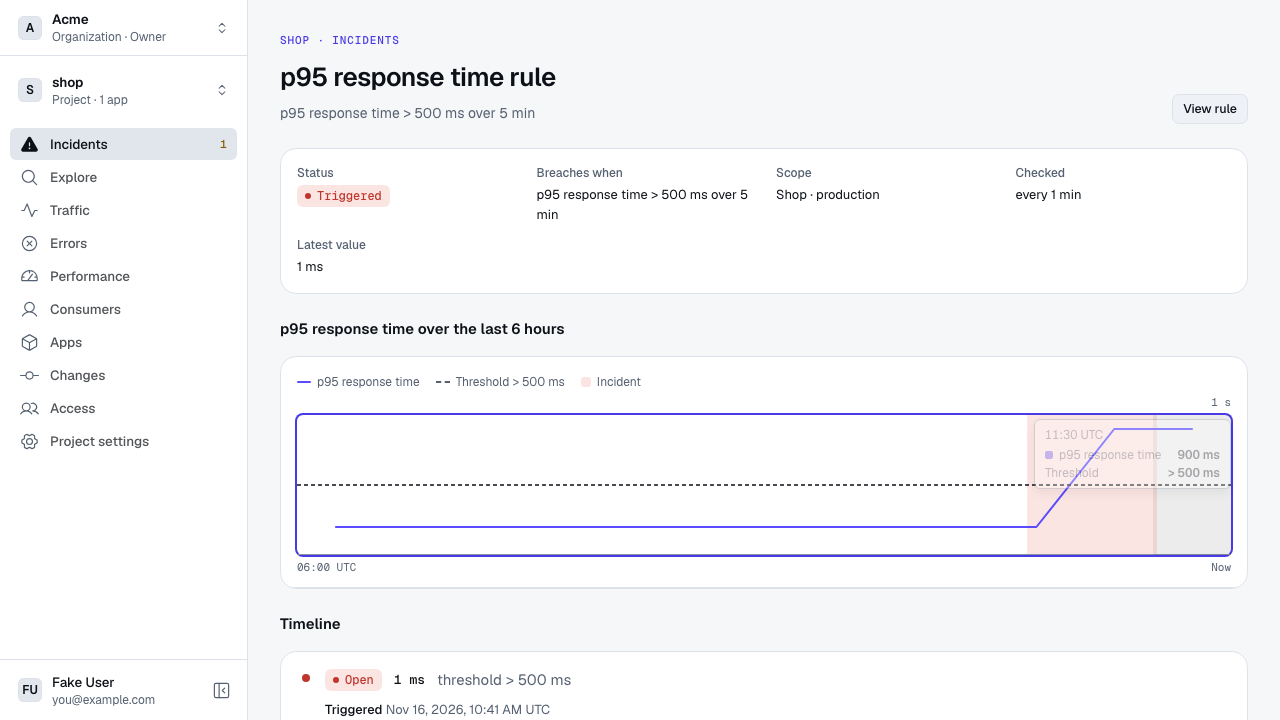 A
Acme
Organization · Owner
S
shop
Project · 1 app
Incidents
1
Explore
Traffic
Errors
Performance
Consumers
Apps
Changes
Access
Project settings
FU
Fake User
you@example.com
SHOP · INCIDENTS
p95 response time rule
p95 response time > 500 ms over 5 min
View rule
Status
Triggered
Breaches when
p95 response time > 500 ms over 5
min
Scope
Shop · production
Checked
every 1 min
Latest value
1 ms
p95 response time over the last 6 hours
p95 response time
Threshold > 500 ms
Incident
1 s
11:30 UTC
p95 response time 900 ms
Threshold > 500 ms
06:00 UTC
Now
Timeline
Open 1 ms threshold > 500 ms
Triggered Nov 16, 2026, 10:41 AM UTC